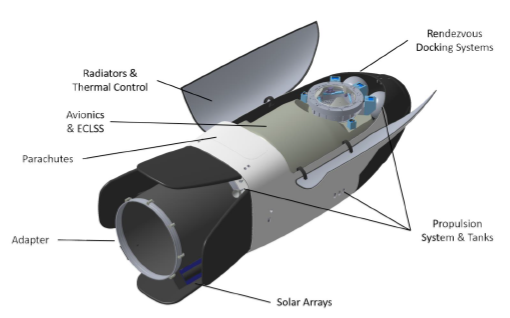 Rendezvous
Docking Systems
Radiators &
Thermal Control
Avionics
& ECLSS
Parachutes
Adapter
Propulsion
System & Tanks
Solar Arrays